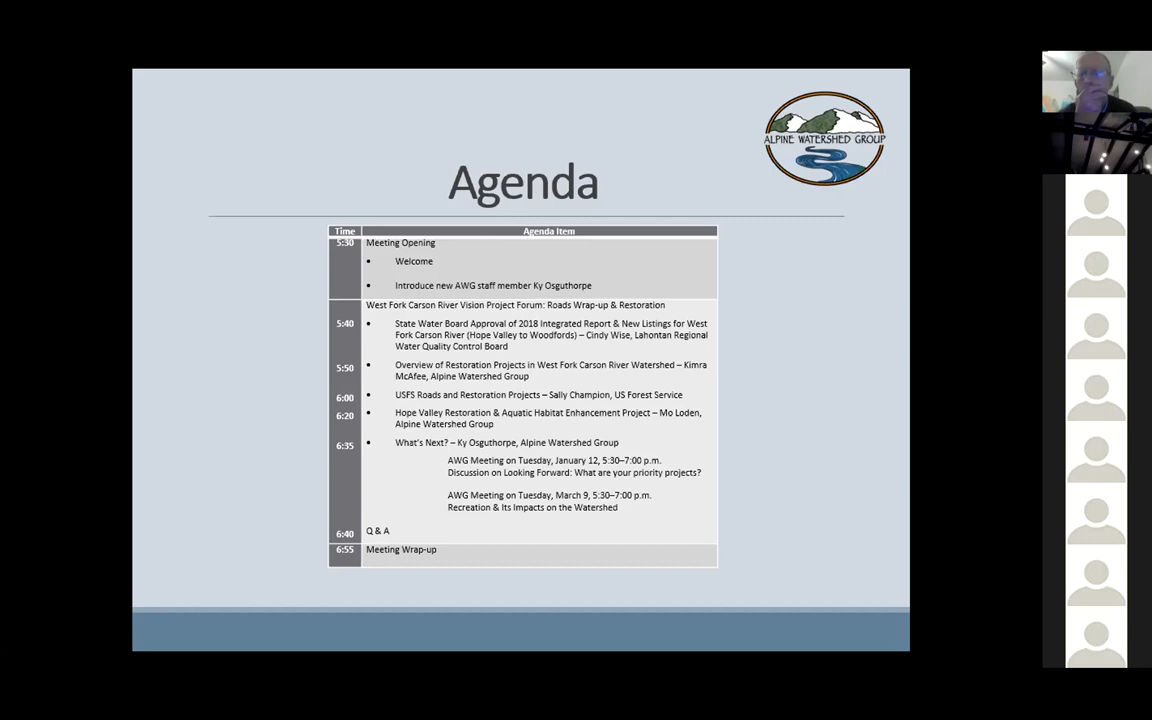 ALPINE WATERSHED GROUP
Agenda
Time Agenda Item
5:30 Meeting Opening
• Welcome
• Introduce new AWG staff member Ky Osguthorpe
West Fork Carson River Vision Project Forum: Roads Wrap-up & Restoration
5:40 • State Water Board Approval of 2018 Integrated Report & New Listings for West
Fork Carson River (Hope Valley to Woodfords) – Cindy Wise, Lahontan Regional
Water Quality Control Board
5:50 • Overview of Restoration Projects in West Fork Carson River Watershed – Kimra
McAfee, Alpine Watershed Group
6:00 • USFS Roads and Restoration Projects – Sally Champion, US Forest Service
6:20 • Hope Valley Restoration & Aquatic Habitat Enhancement Project – Mo Loden,
Alpine Watershed Group
6:35 • What's Next? – Ky Osguthorpe, Alpine Watershed Group
AWG Meeting on Tuesday, January 12, 5:30–7:00 p.m.
Discussion on Looking Forward: What are your priority projects?
AWG Meeting on Tuesday, March 9, 5:30–7:00 p.m.
Recreation & Its Impacts on the Watershed
6:40 Q & A
6:55 Meeting Wrap-up